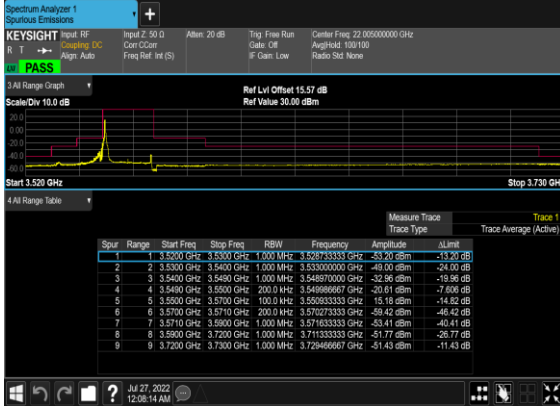 Spectrum Analyzer 1
Spurious Emissions
+
KEYSIGHT Input: RF Input Z: 50 Ω Atten: 20 dB Trig: Free Run Center Freq: 22.005000000 GHz
R T Coupling: DC Corr CCorr Gate: Off Avg|Hold: 100/100
Align: Auto Freq Ref: Int (S) IF Gain: Low Radio Std: None
LXI PASS
3 All Range Graph
Ref Lvl Offset 15.57 dB
Scale/Div 10.0 dB Ref Value 30.00 dBm
20.0
0.00
-20.0
-40.0
-60.0
Start 3.520 GHz Stop 3.730 GH
4 All Range Table
Measure Trace Trace 1
Trace Type Trace Average (Active)
Spur Range Start Freq Stop Freq RBW Frequency Amplitude ΔLimit
1 1 3.5200 GHz 3.5300 GHz 1.000 MHz 3.528733333 GHz -53.20 dBm -13.20 dB
2 2 3.5300 GHz 3.5400 GHz 1.000 MHz 3.533000000 GHz -49.00 dBm -24.00 dB
3 3 3.5400 GHz 3.5490 GHz 1.000 MHz 3.548970000 GHz -32.96 dBm -19.96 dB
4 4 3.5490 GHz 3.5500 GHz 200.0 kHz 3.549986667 GHz -20.61 dBm -7.606 dB
5 5 3.5500 GHz 3.5700 GHz 100.0 kHz 3.550933333 GHz 15.18 dBm -14.82 dB
6 6 3.5700 GHz 3.5710 GHz 200.0 kHz 3.570273333 GHz -59.42 dBm -46.42 dB
7 7 3.5710 GHz 3.5900 GHz 1.000 MHz 3.571633333 GHz -53.41 dBm -40.41 dB
8 8 3.5900 GHz 3.7200 GHz 1.000 MHz 3.711333333 GHz -51.77 dBm -26.77 dB
9 9 3.7200 GHz 3.7300 GHz 1.000 MHz 3.729466667 GHz -51.43 dBm -11.43 dB
? Jul 27, 2022
12:08:14 AM